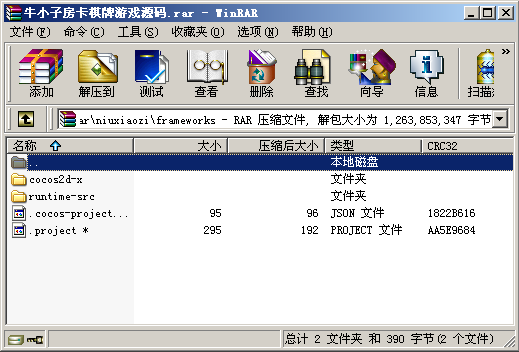 牛小子房卡棋牌游戏源码.rar - WinRAR
文件(F) 命令(C) 工具(S) 收藏夹(O) 选项(N) 帮助(H)
添加 解压到 测试 查看 删除 查找 向导 信息 扫描
ar\niuxiaozi\frameworks - RAR 压缩文件, 解包大小为 1,263,853,347 字节
名称 大小 压缩后大小 类型 CRC32
.. 本地磁盘
cocos2d-x 文件夹
runtime-src 文件夹
.cocos-project... 95 96 JSON 文件 1822B616
.project * 295 192 PROJECT 文件 AA5E9684
总计 2 文件夹 和 390 字节(2 个文件)